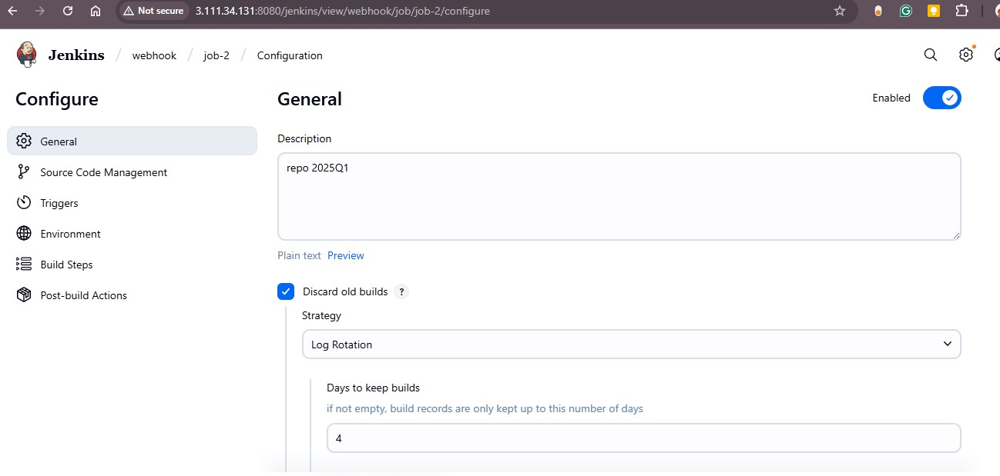 Not secure 3.111.34.131:8080/jenkins/view/webhook/job/job-2/configure
Jenkins / webhook / job-2 / Configuration
Configure
General
Source Code Management
Triggers
Environment
Build Steps
Post-build Actions
General
Enabled
Description
repo 2025Q1
Plain text Preview
Discard old builds ?
Strategy
Log Rotation
Days to keep builds
if not empty, build records are only kept up to this number of days
4